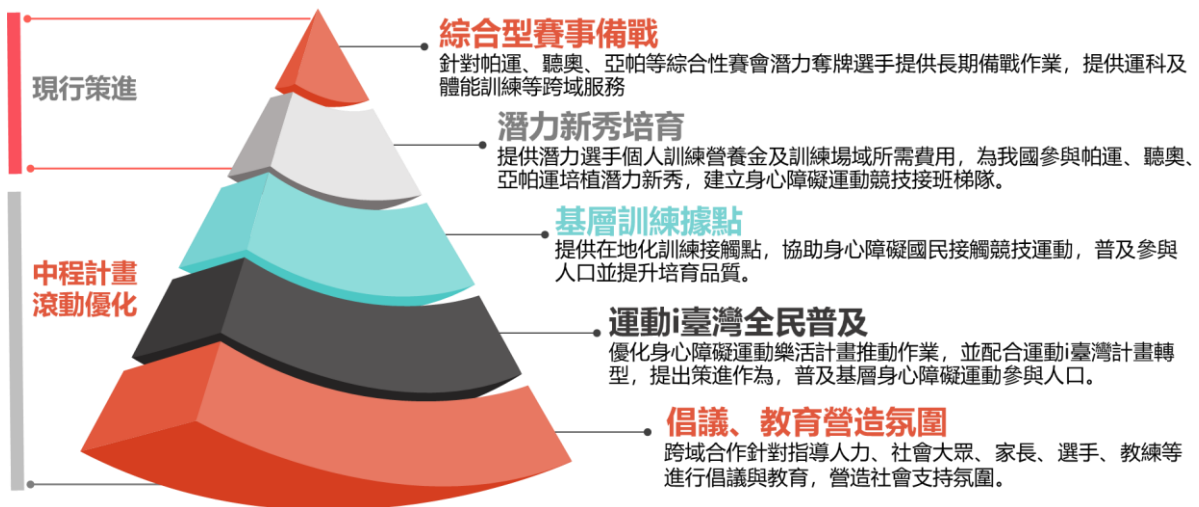 綜合型賽事備戰
針對帕運、聽奧、亞帕等綜合性賽會潛力奪牌選手提供長期備戰作業，提供運科及
體能訓練等跨域服務
現行策進
潛力新秀培育
提供潛力選手個人訓練營養金及訓練場域所需費用，為我國參與帕運、聽奧、
亞帕運培植潛力新秀，建立身心障礙運動競技接班梯隊。
基層訓練據點
提供在地化訓練接觸點，協助身心障礙國民接觸競技運動，普及參與
人口並提升培育品質。
中程計畫
滾動優化
運動i臺灣全民普及
優化身心障礙運動樂活計畫推動作業，並配合運動i臺灣計畫轉
型，提出策進作為，普及基層身心障礙運動參與人口。
倡議、教育營造氛圍
跨域合作針對指導人力、社會大眾、家長、選手、教練等
進行倡議與教育，營造社會支持氛圍。